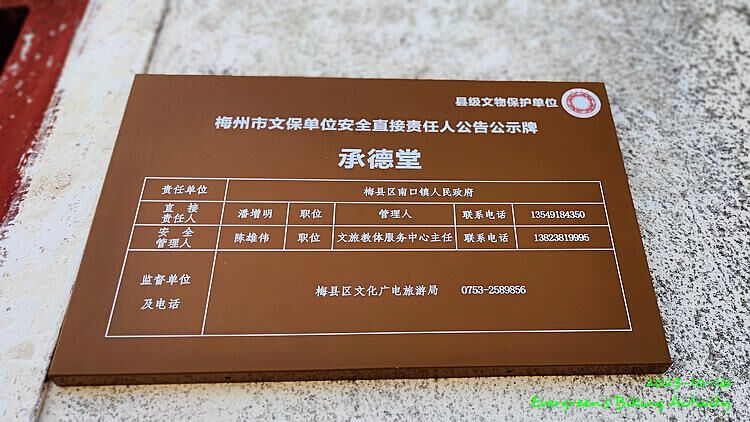 县级文物保护单位
梅州市文保单位安全直接责任人公告公示牌
承德堂
责任单位 梅县区南口镇人民政府
直接责任人 潘增明 职位 管理人 联系电话 13549184350
安全管理人 陈雄伟 职位 文旅教体服务中心主任 联系电话 13823819995
监督单位及电话 梅县区文化广电旅游局 0753-2589856
Evergreens Biking Activity